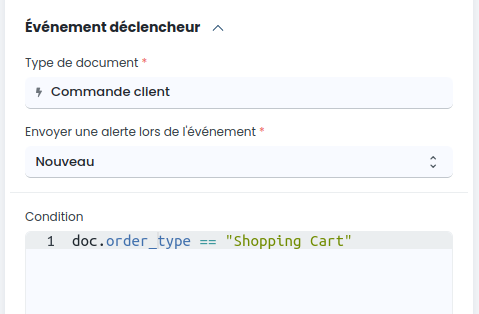 Événement déclencheur
Type de document *
Commande client
Envoyer une alerte lors de l'événement *
Nouveau
Condition
1 doc.order_type == "Shopping Cart"